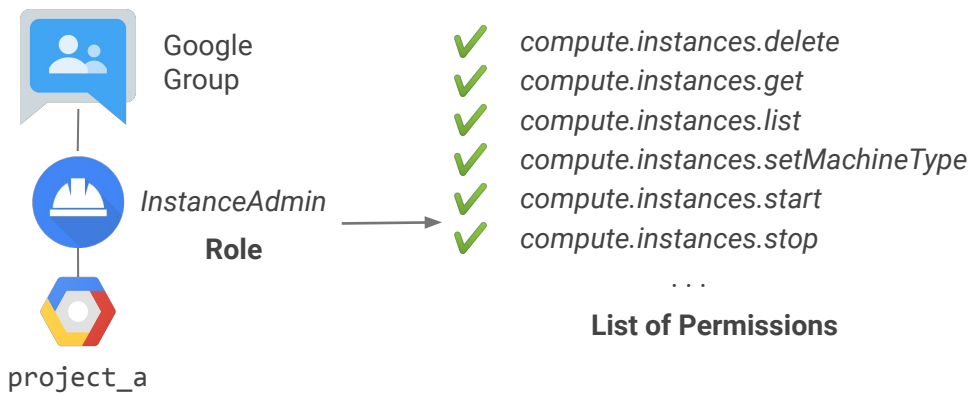 Google
Group
InstanceAdmin
Role
project_a
compute.instances.delete
compute.instances.get
compute.instances.list
compute.instances.setMachineType
compute.instances.start
compute.instances.stop
. . .
List of Permissions